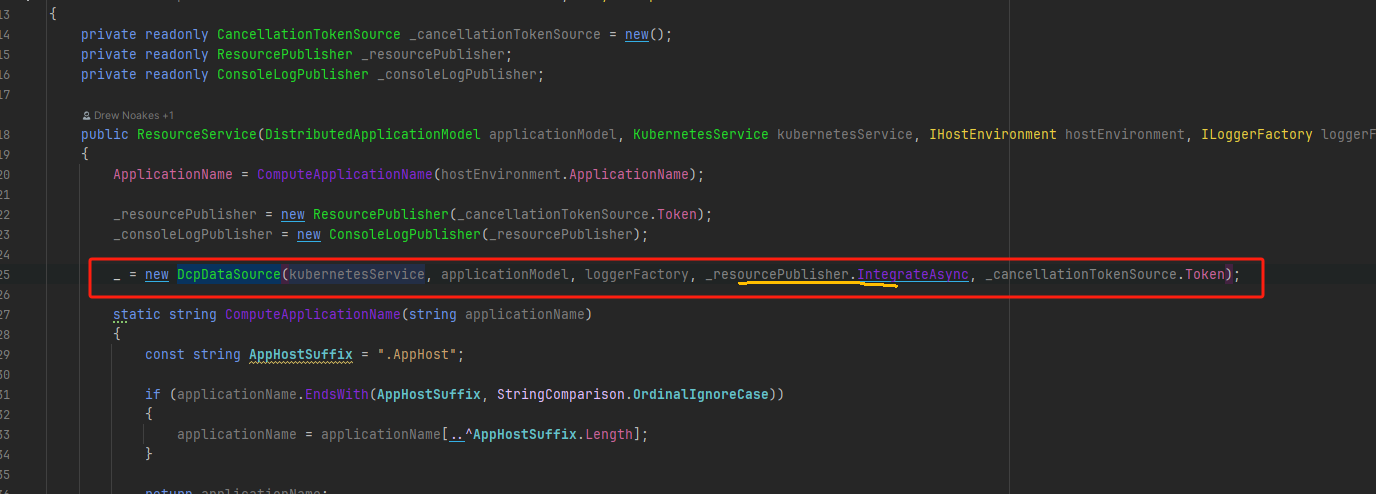 13 {
14 private readonly CancellationTokenSource _cancellationTokenSource = new();
15 private readonly ResourcePublisher _resourcePublisher;
16 private readonly ConsoleLogPublisher _consoleLogPublisher;
17
Drew Noakes +1
18 public ResourceService(DistributedApplicationModel applicationModel, KubernetesService kubernetesService, IHostEnvironment hostEnvironment, ILoggerFactory loggerF
19 {
20 ApplicationName = ComputeApplicationName(hostEnvironment.ApplicationName);
21
22 _resourcePublisher = new ResourcePublisher(_cancellationTokenSource.Token);
23 _consoleLogPublisher = new ConsoleLogPublisher(_resourcePublisher);
24
25 _ = new DcpDataSource(kubernetesService, applicationModel, loggerFactory, _resourcePublisher.IntegrateAsync, _cancellationTokenSource.Token);
26
27 static string ComputeApplicationName(string applicationName)
28 {
29 const string AppHostSuffix = ".AppHost";
30
31 if (applicationName.EndsWith(AppHostSuffix, StringComparison.OrdinalIgnoreCase))
32 {
33 applicationName = applicationName[..^AppHostSuffix.Length];
34 }
35
36 return applicationName;